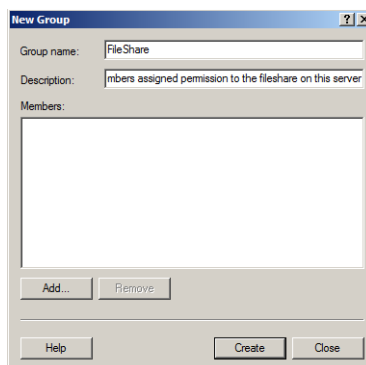 New Group
? X
Group name: FileShare
Description: mbers assigned permission to the fileshare on this server
Members:
Add... Remove
Help Create Close